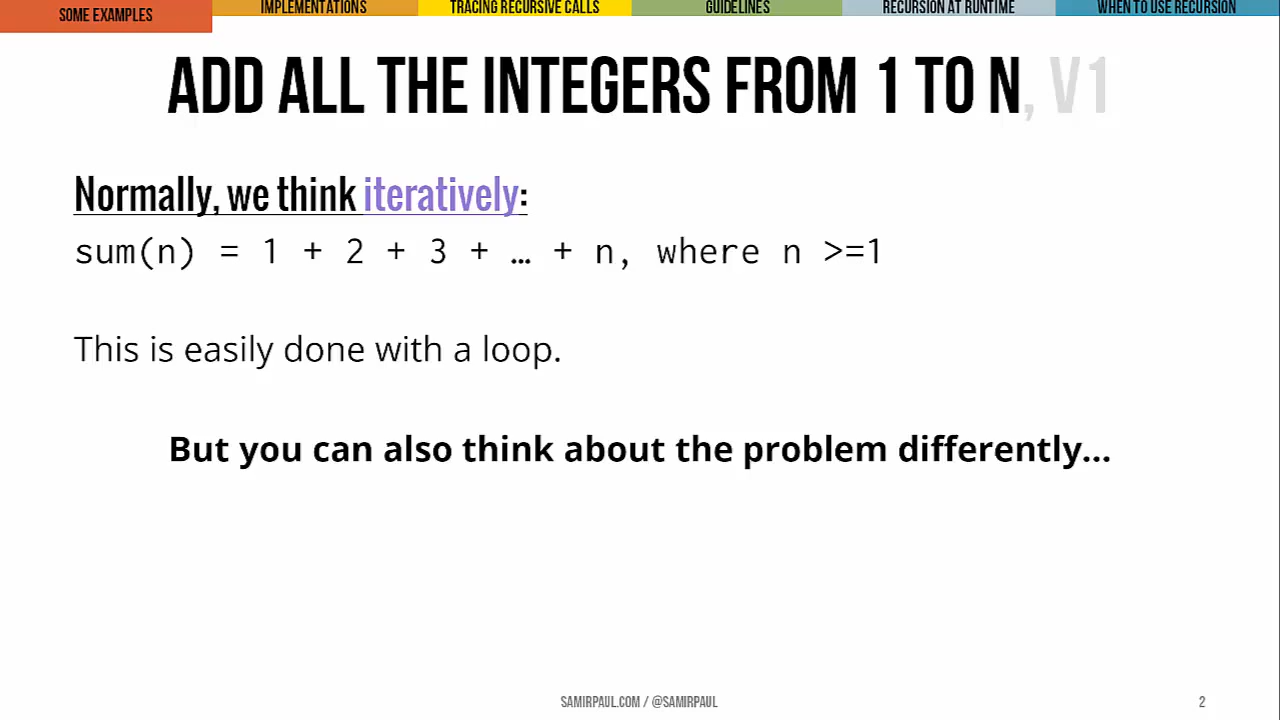 SOME EXAMPLES
IMPLEMENTATIONS
TRACING RECURSIVE CALLS
GUIDELINES
RECURSION AT RUNTIME
WHEN TO USE RECURSION
ADD ALL THE INTEGERS FROM 1 TO N, V1
Normally, we think iteratively:
sum(n) = 1 + 2 + 3 + … + n, where n >=1
This is easily done with a loop.
But you can also think about the problem differently…
SAMIRPAUL.COM / @SAMIRPAUL
2